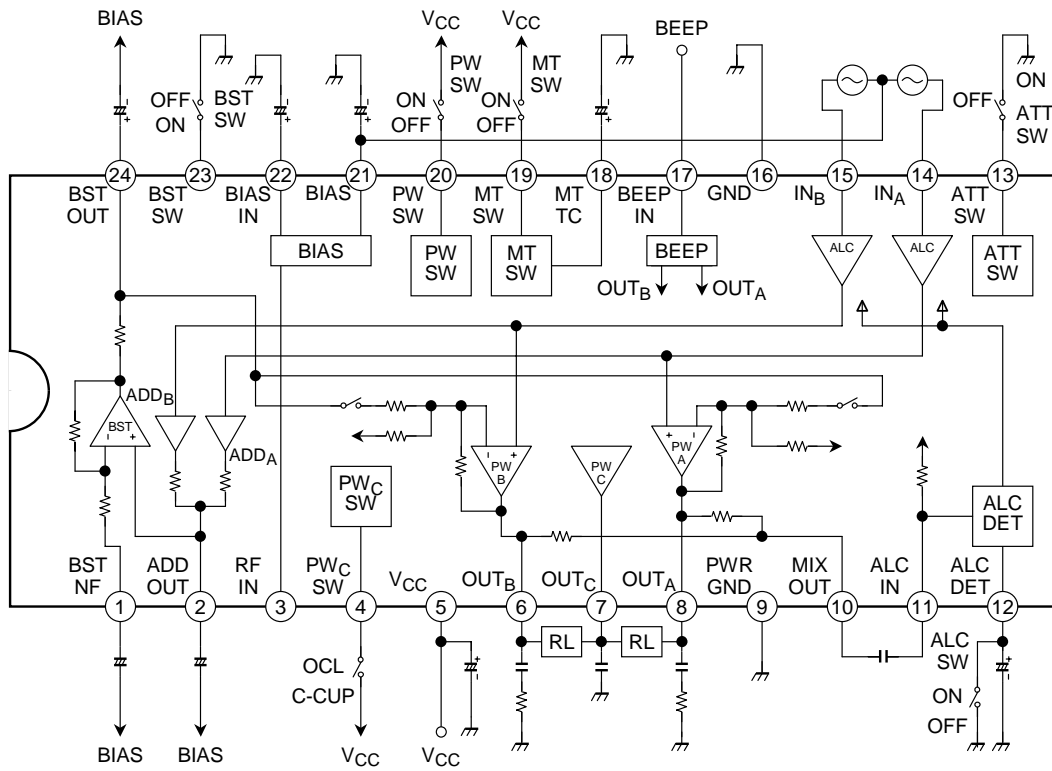 BIAS
VCC
VCC
BEEP
PW SW
MT SW
ON
OFF
ON
BST SW
ON
OFF
ON
OFF
OFF
ATT SW
24
23
22
21
20
19
18
17
16
15
14
13
BST OUT
BST SW
BIAS IN
BIAS
PW SW
MT SW
MT TC
BEEP IN
GND
INB
INA
ATT SW
BIAS
PW SW
MT SW
BEEP
ALC
ALC
ATT SW
OUTB
OUTA
ADDB
BST
- +
ADDA
PWC SW
- +
PW B
PW C
+ -
PW A
ALC DET
BST NF
ADD OUT
RF IN
PWC SW
VCC
OUTB
OUTC
OUTA
PWR GND
MIX OUT
ALC IN
ALC DET
1
2
3
4
5
6
7
8
9
10
11
12
RL
RL
OCL
C-CUP
ALC SW
ON
OFF
BIAS
BIAS
VCC
VCC